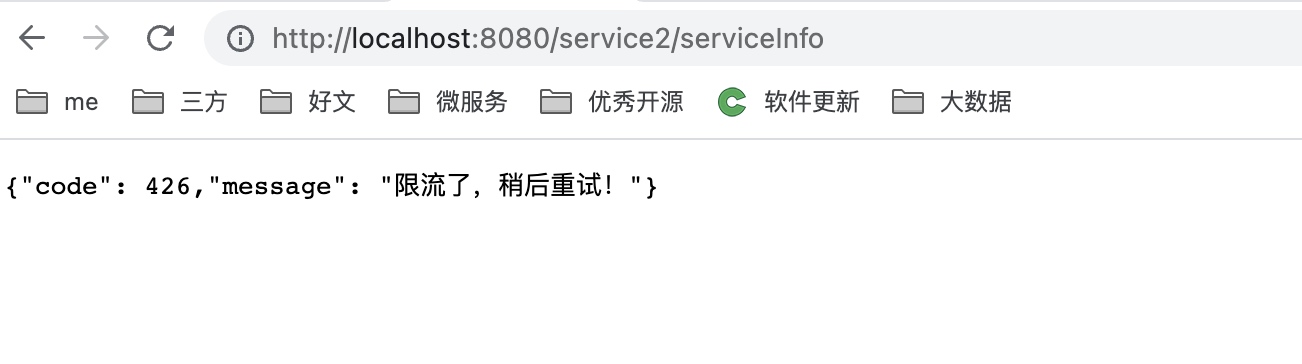 http://localhost:8080/service2/serviceInfo
me 三方 好文 微服务 优秀开源 软件更新 大数据
{"code": 426,"message": "限流了，稍后重试！"}